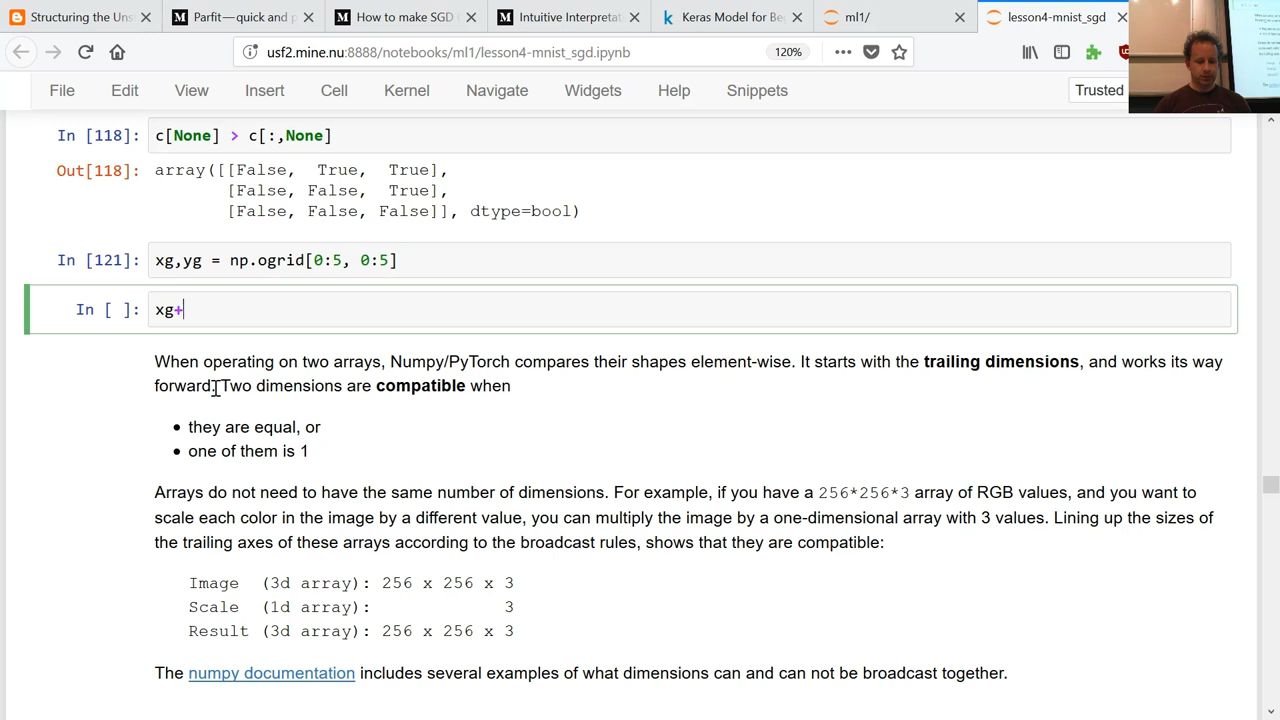 Structuring the Uns
Parfit — quick and p
How to make SGD
Intuitive Interpretat
Keras Model for Be
ml1/
lesson4-mnist_sgd
usf2.mine.nu:8888/notebooks/ml1/lesson4-mnist_sgd.ipynb
120%
File Edit View Insert Cell Kernel Navigate Widgets Help Snippets Trusted
In [118]: c[None] > c[:,None]
Out[118]: array([[False, True, True],
[False, False, True],
[False, False, False]], dtype=bool)
In [121]: xg,yg = np.ogrid[0:5, 0:5]
In [ ]: xg+
When operating on two arrays, Numpy/PyTorch compares their shapes element-wise. It starts with the trailing dimensions, and works its way
forward. Two dimensions are compatible when
• they are equal, or
• one of them is 1
Arrays do not need to have the same number of dimensions. For example, if you have a 256*256*3 array of RGB values, and you want to
scale each color in the image by a different value, you can multiply the image by a one-dimensional array with 3 values. Lining up the sizes of
the trailing axes of these arrays according to the broadcast rules, shows that they are compatible:
Image (3d array): 256 x 256 x 3
Scale (1d array): 3
Result (3d array): 256 x 256 x 3
The numpy documentation includes several examples of what dimensions can and can not be broadcast together.